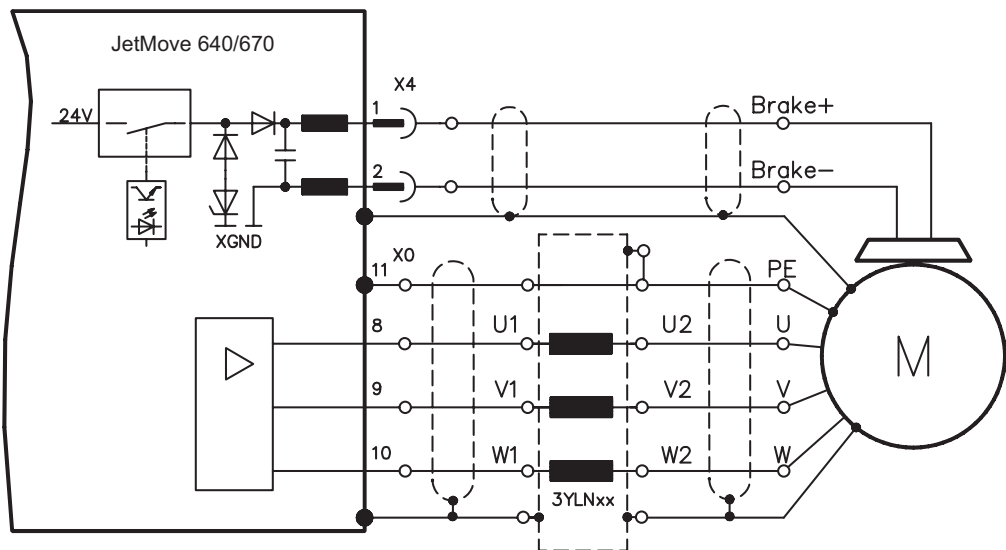 JetMove 640/670
X4
24V
1
Brake+
2
Brake−
XGND
11
X0
PE
8
U1
U2
U
9
V1
V2
V
M
10
W1
W2
W
3YLNxx